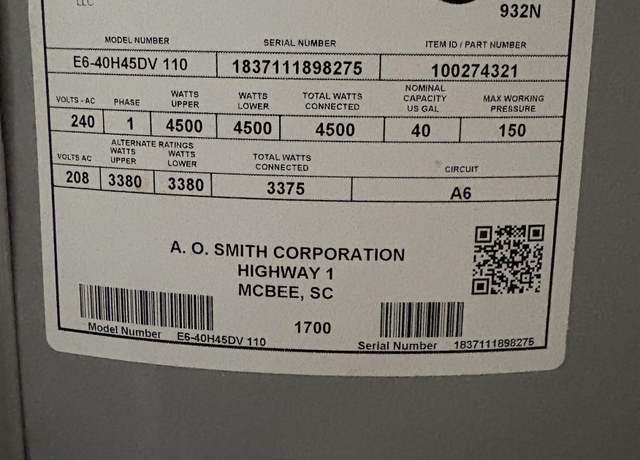 LLC
932N
MODEL NUMBER SERIAL NUMBER ITEM ID / PART NUMBER
E6-40H45DV 110 1837111898275 100274321
VOLTS - AC PHASE WATTS UPPER WATTS LOWER TOTAL WATTS CONNECTED NOMINAL CAPACITY US GAL MAX WORKING PRESSURE
240 1 4500 4500 4500 40 150
ALTERNATE RATINGS
VOLTS AC WATTS UPPER WATTS LOWER TOTAL WATTS CONNECTED CIRCUIT
208 3380 3380 3375 A6
A. O. SMITH CORPORATION
HIGHWAY 1
MCBEE, SC
1700
Model Number E6-40H45DV 110 Serial Number 1837111898275